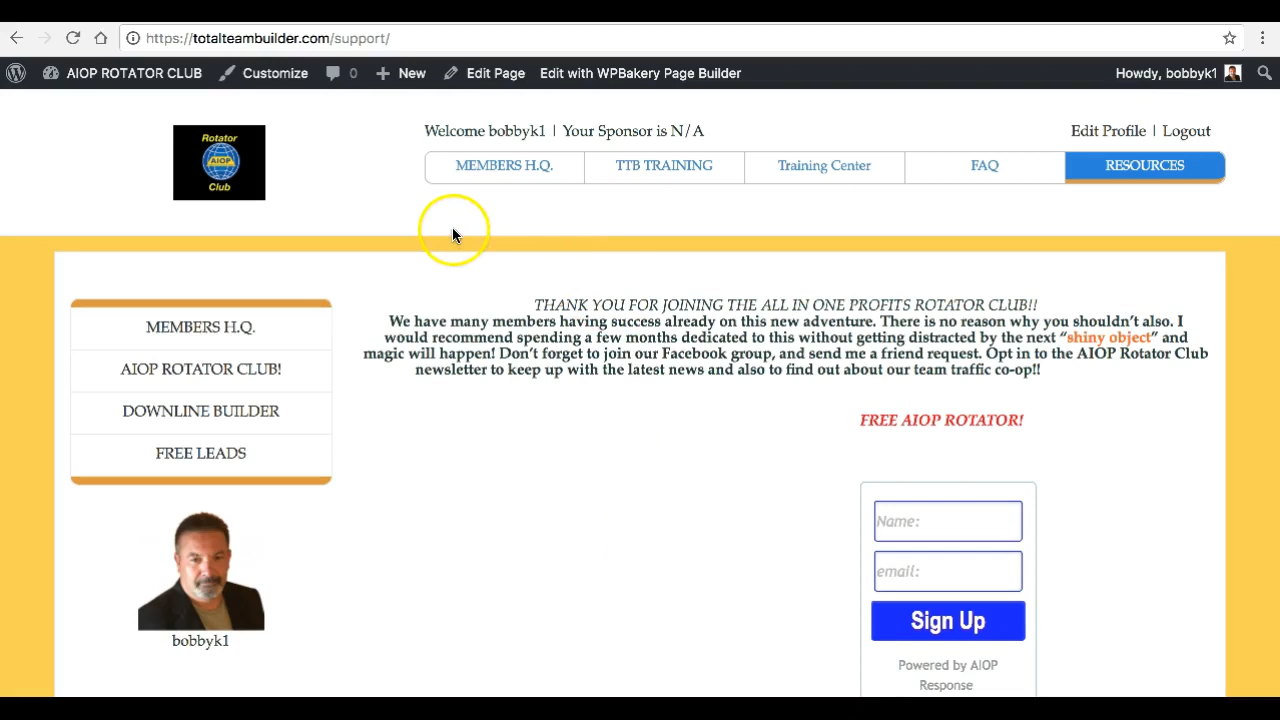 https://totalteambuilder.com/support/
AIOP ROTATOR CLUB Customize 0 New Edit Page Edit with WPBakery Page Builder Howdy, bobbyk1
Rotator
AIOP
Club
Welcome bobbyk1 | Your Sponsor is N/A
Edit Profile | Logout
MEMBERS H.Q. TTB TRAINING Training Center FAQ RESOURCES
MEMBERS H.Q.
AIOP ROTATOR CLUB!
DOWNLINE BUILDER
FREE LEADS
bobbyk1
THANK YOU FOR JOINING THE ALL IN ONE PROFITS ROTATOR CLUB!!
We have many members having success already on this new adventure. There is no reason why you shouldn't also. I
would recommend spending a few months dedicated to this without getting distracted by the next "shiny object" and
magic will happen! Don't forget to join our Facebook group, and send me a friend request. Opt in to the AIOP Rotator Club
newsletter to keep up with the latest news and also to find out about our team traffic co-op!!
FREE AIOP ROTATOR!
Name:
email:
Sign Up
Powered by AIOP
Response